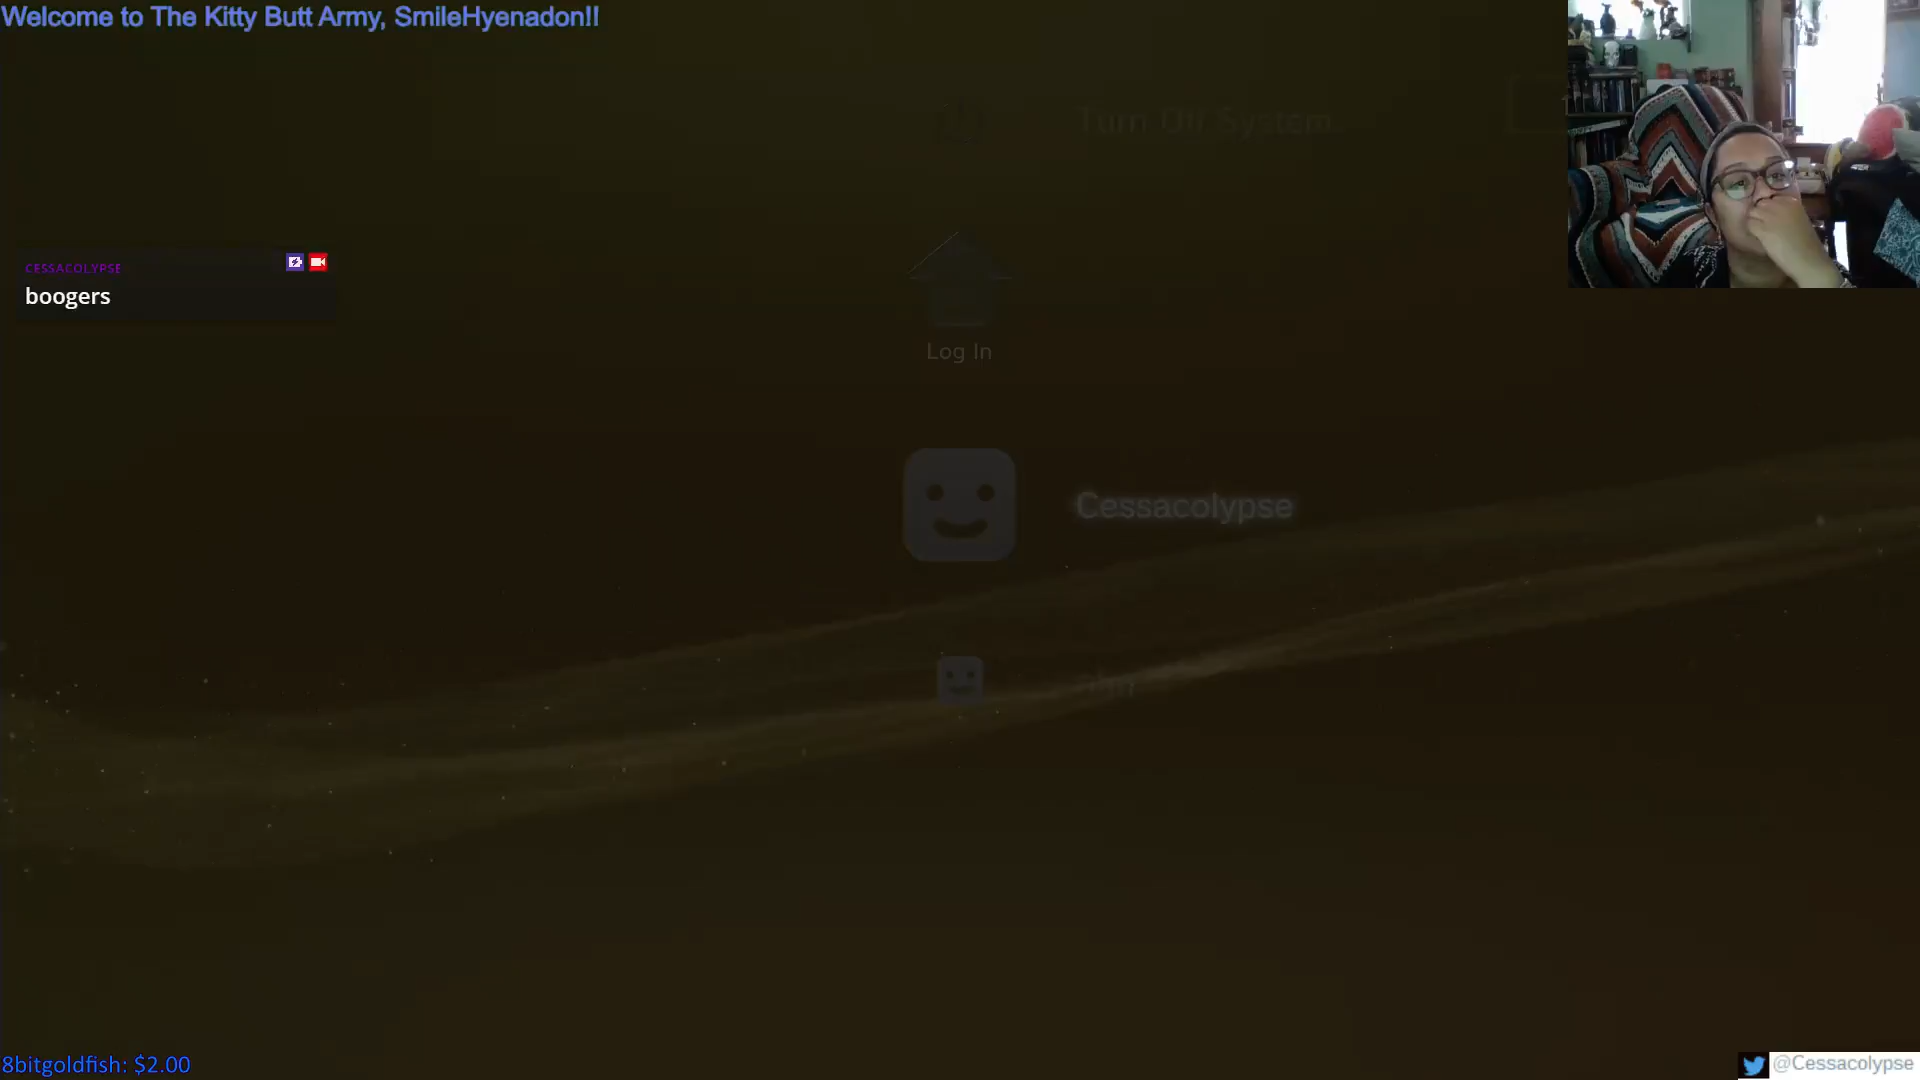 Welcome to The Kitty Butt Army, SmileHyenadon!!
Turn Off System
CESSACOLYPSE
boogers
Log In
Cessacolypse
8bitgoldfish: $2.00
@Cessacolypse